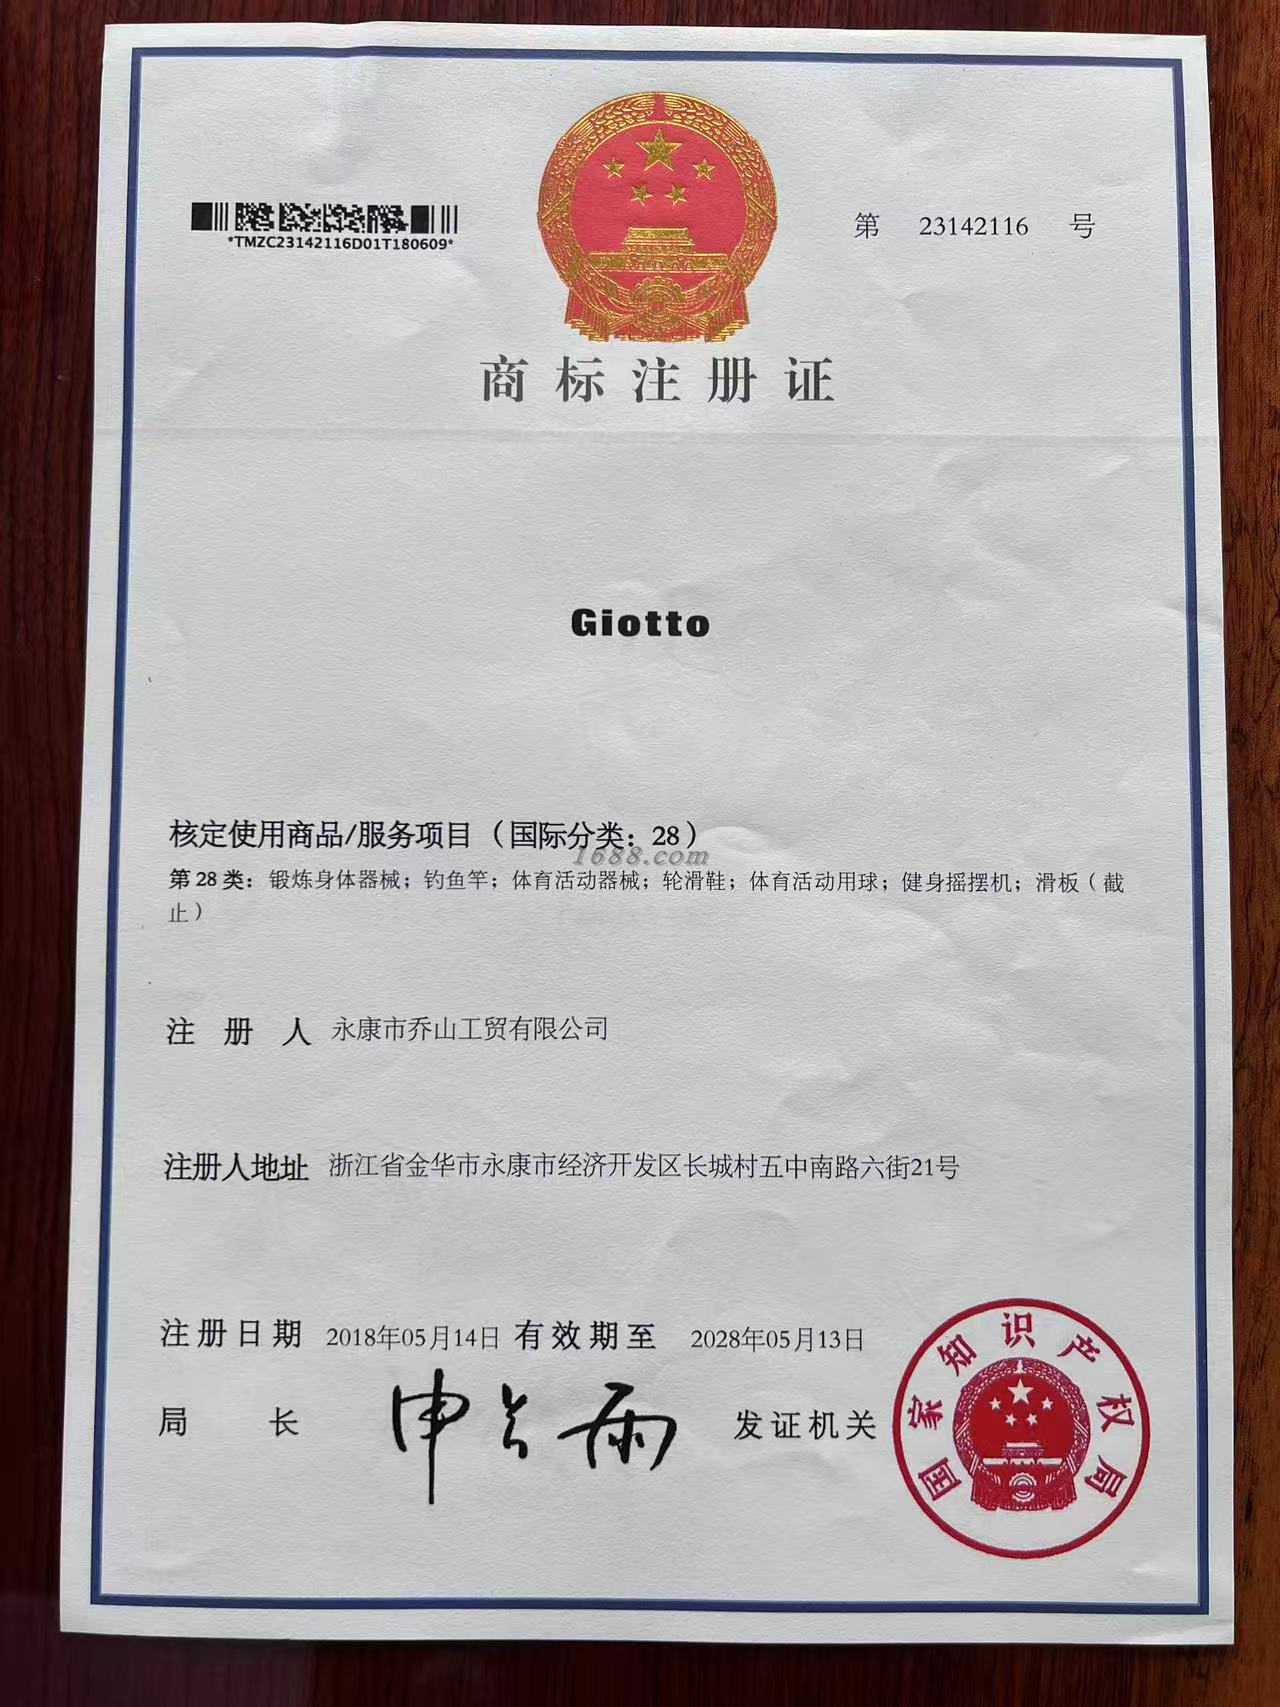 *TMZC23142116D01T180609*
第 23142116 号
商标注册证
Giotto
核定使用商品/服务项目（国际分类：28）
1688.com
第 28 类：锻炼身体器械；钓鱼竿；体育活动器械；轮滑鞋；体育活动用球；健身摇摆机；滑板（截
止）
注册人 永康市乔山工贸有限公司
注册人地址 浙江省金华市永康市经济开发区长城村五中南路六街21号
注册日期 2018年05月14日 有效期至 2028年05月13日
局长 申长雨 发证机关
国家知识产权局